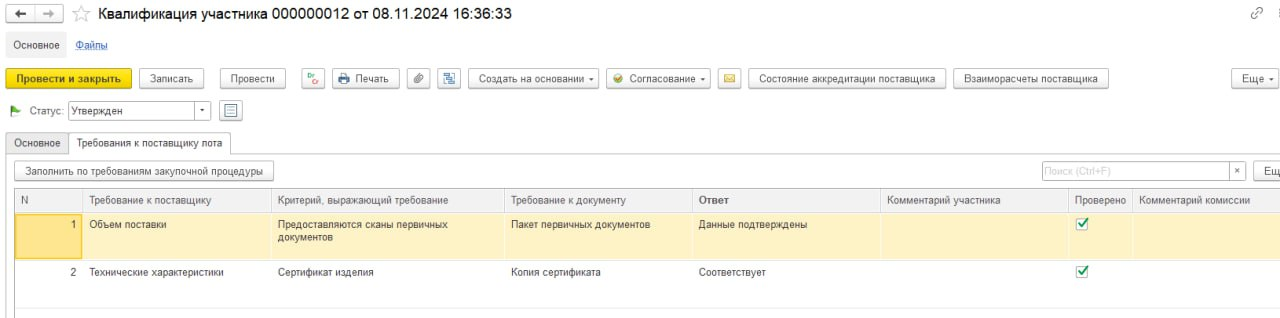 Квалификация участника 000000012 от 08.11.2024 16:36:33
Основное Файлы
Провести и закрыть Записать Провести Dr Cr Печать Создать на основании Согласование Состояние аккредитации поставщика Взаиморасчеты поставщика Еще
Статус: Утвержден
Основное Требования к поставщику лота
Заполнить по требованиям закупочной процедуры Поиск (Ctrl+F) × Ещ
N Требование к поставщику Критерий, выражающий требование Требование к документу Ответ Комментарий участника Проверено Комментарий комиссии
1 Объем поставки Предоставляются сканы первичных Пакет первичных документов Данные подтверждены
документов
2 Технические характеристики Сертификат изделия Копия сертификата Соответствует